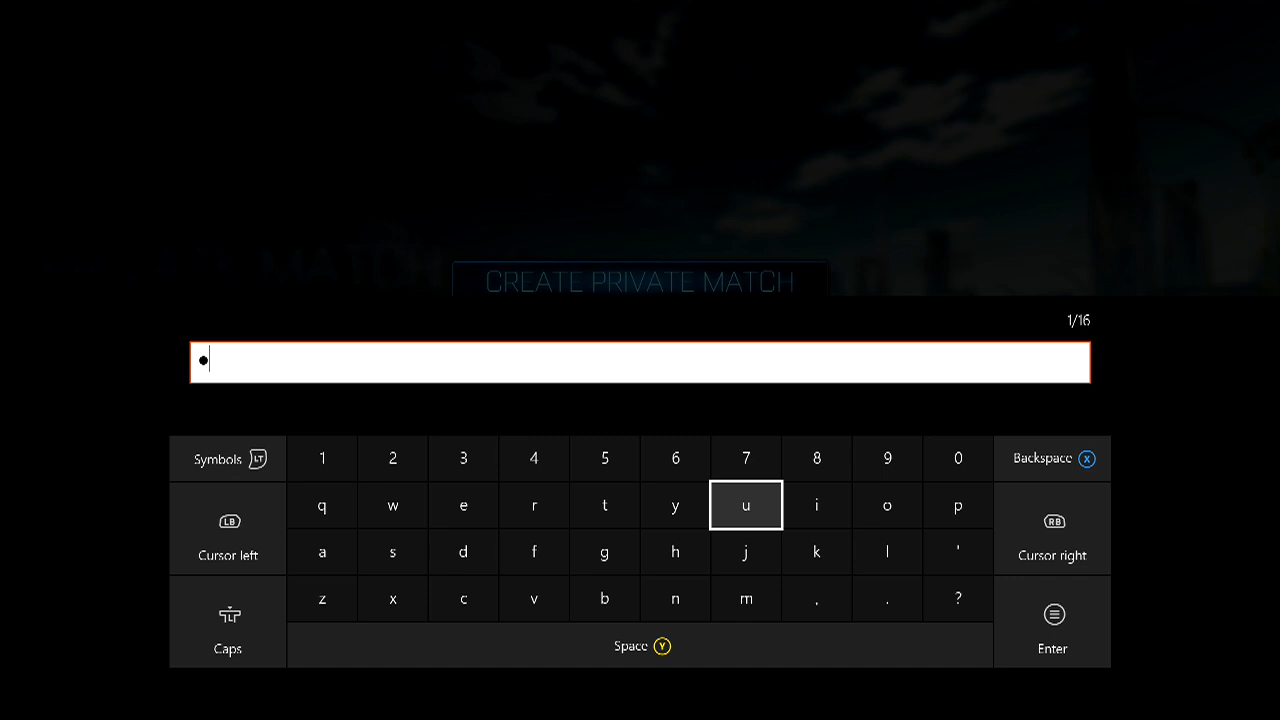 CREATE PRIVATE MATCH
1/16
●
Symbols LT 1 2 3 4 5 6 7 8 9 0 Backspace X
q w e r t y u i o p
LB RB
Cursor left a s d f g h j k l ' Cursor right
z x c v b n m , . ?
Caps Space Y Enter